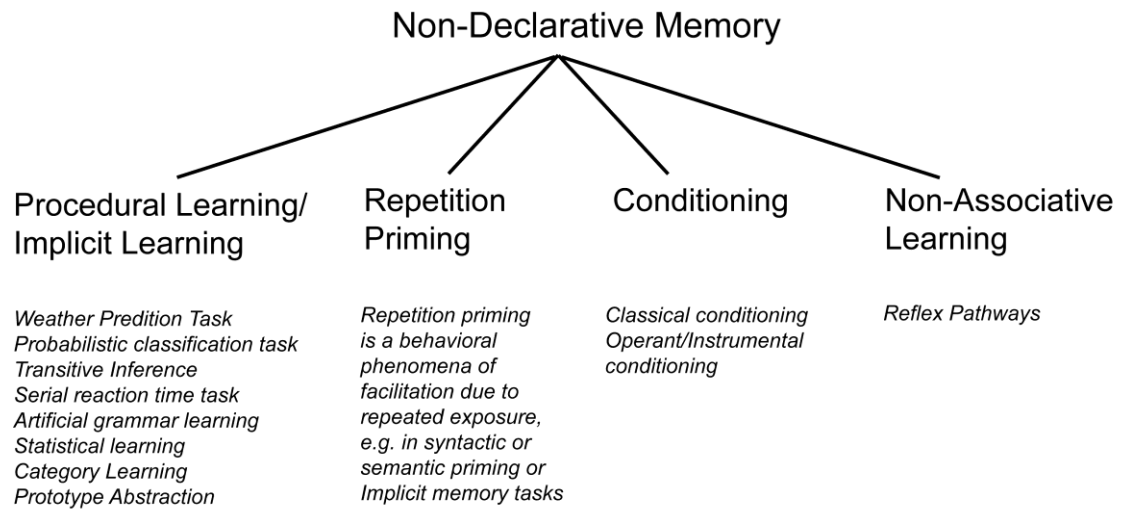 Non-Declarative Memory
Procedural Learning/
Implicit Learning
Weather Predition Task
Probabilistic classification task
Transitive Inference
Serial reaction time task
Artificial grammar learning
Statistical learning
Category Learning
Prototype Abstraction
Repetition
Priming
Repetition priming
is a behavioral
phenomena of
facilitation due to
repeated exposure,
e.g. in syntactic or
semantic priming or
Implicit memory tasks
Conditioning
Classical conditioning
Operant/Instrumental
conditioning
Non-Associative
Learning
Reflex Pathways